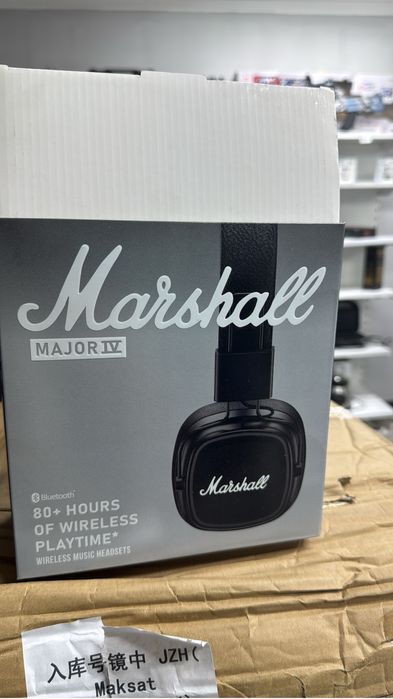 Marshall
MAJOR IV
Bluetooth
80+ HOURS
OF WIRELESS
PLAYTIME*
WIRELESS MUSIC HEADSETS
Marshall
入库号镜中 JZH(
Maksat